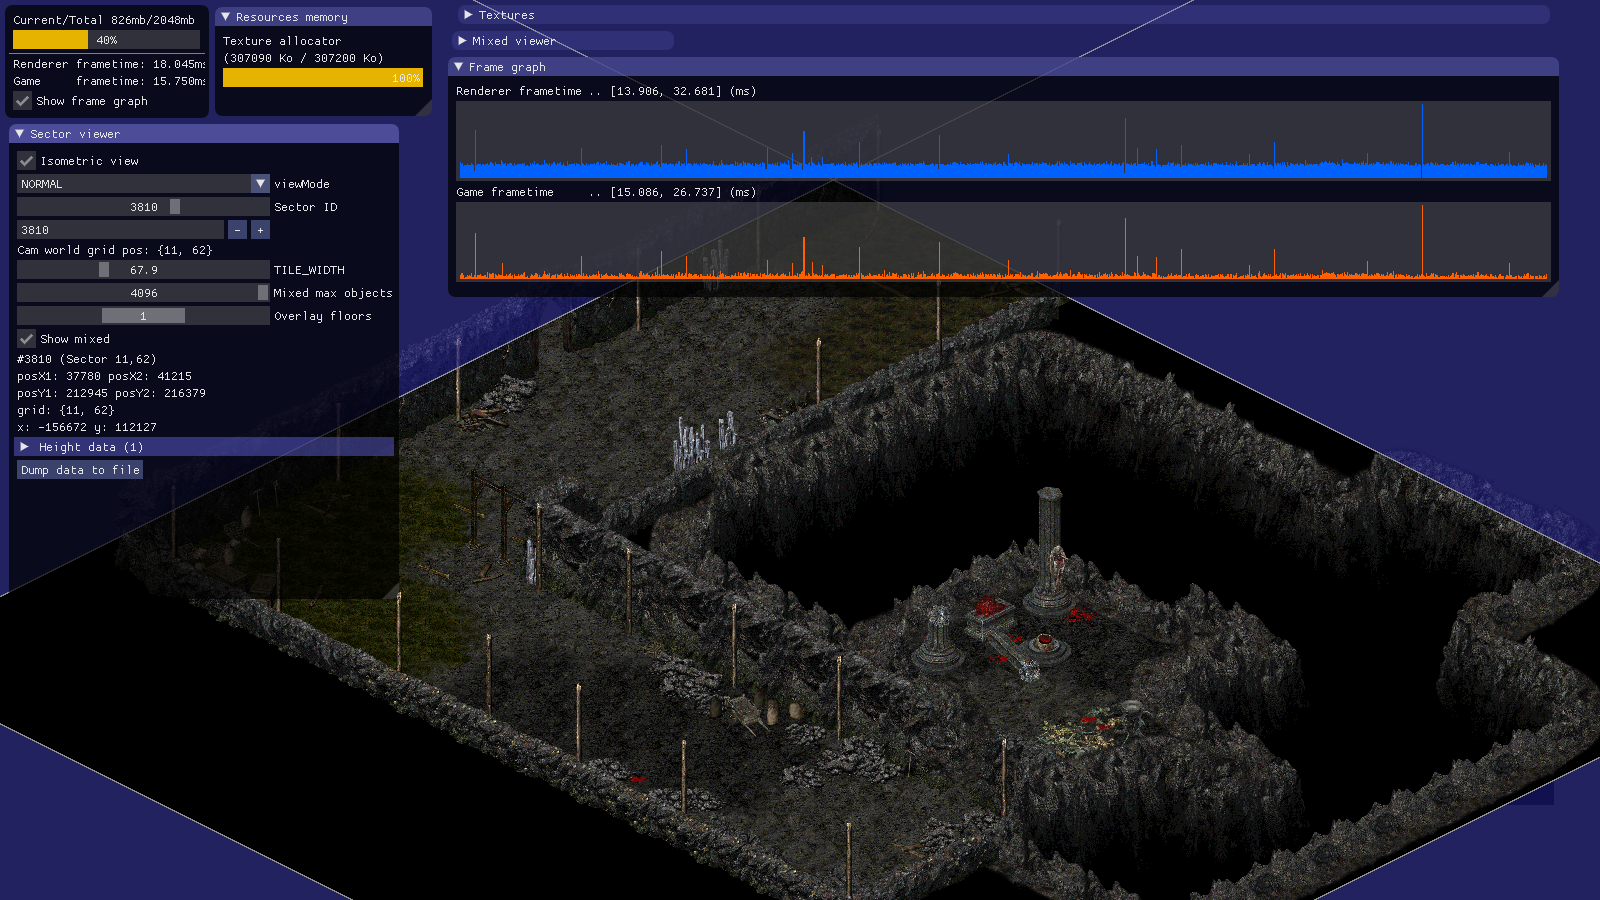 Current/Total 826mb/2048mb
40%
Renderer frametime: 18.045ms
Game frametime: 15.750ms
Show frame graph
Resources memory
Texture allocator
(307090 Ko / 307200 Ko)
100%
Textures
Mixed viewer
Frame graph
Renderer frametime .. [13.906, 32.681] (ms)
Game frametime .. [15.086, 26.737] (ms)
Sector viewer
Isometric view
NORMAL viewMode
3810 Sector ID
3810 - +
Cam world grid pos: {11, 62}
67.9 TILE_WIDTH
4096 Mixed max objects
1 Overlay floors
Show mixed
#3810 (Sector 11,62)
posX1: 37780 posX2: 41215
posY1: 212945 posY2: 216379
grid: {11, 62}
x: -156672 y: 112127
Height data (1)
Dump data to file